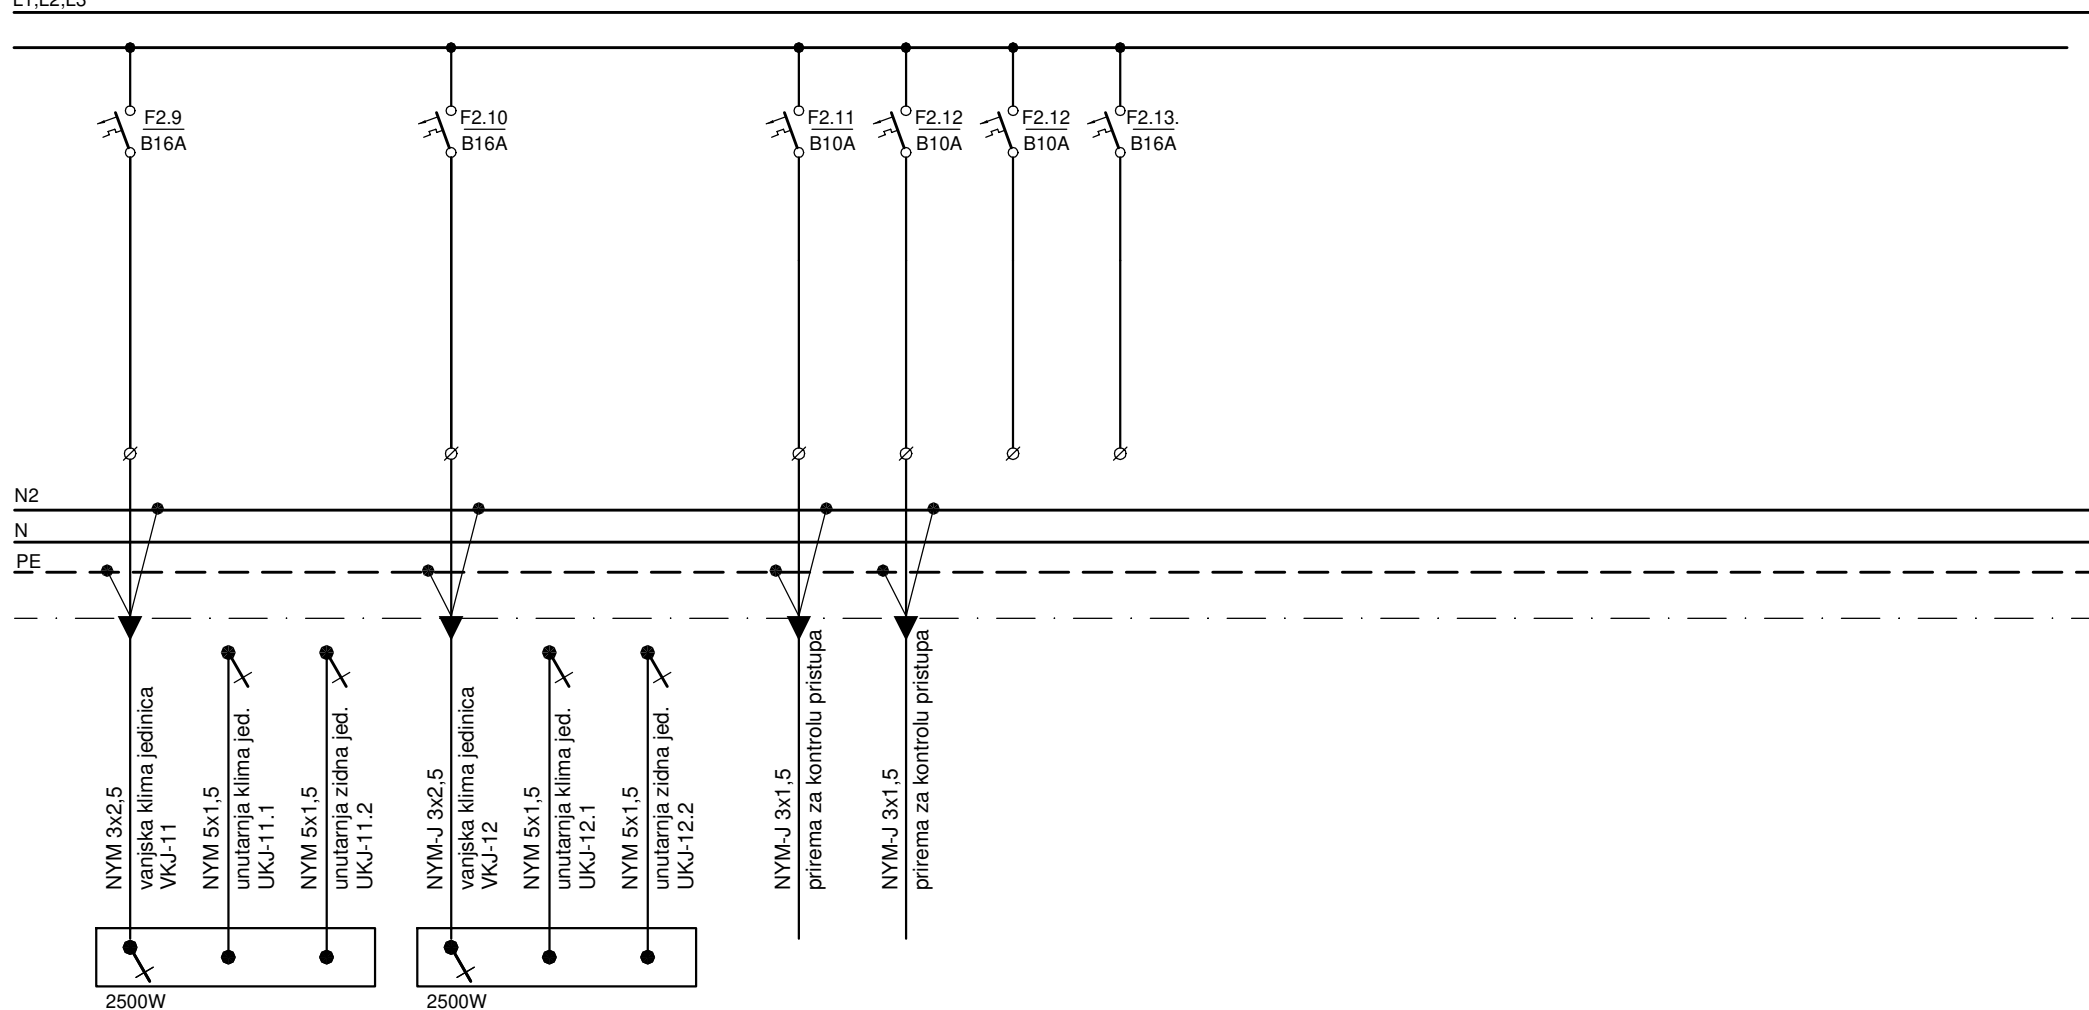 L1,L2,L3
F2.9
B16A
F2.10
B16A
F2.11
B10A
F2.12
B10A
F2.12
B10A
F2.13.
B16A
N2
N
PE
NYM 3x2,5
vanjska klima jedinica
VKJ-11
NYM 5x1,5
unutarnja klima jed.
UKJ-11.1
NYM 5x1,5
unutarnja zidna jed.
UKJ-11.2
NYM-J 3x2,5
vanjska klima jedinica
VKJ-12
NYM 5x1,5
unutarnja klima jed.
UKJ-12.1
NYM 5x1,5
unutarnja zidna jed.
UKJ-12.2
NYM-J 3x1,5
prirema za kontrolu pristupa
NYM-J 3x1,5
prirema za kontrolu pristupa
2500W
2500W